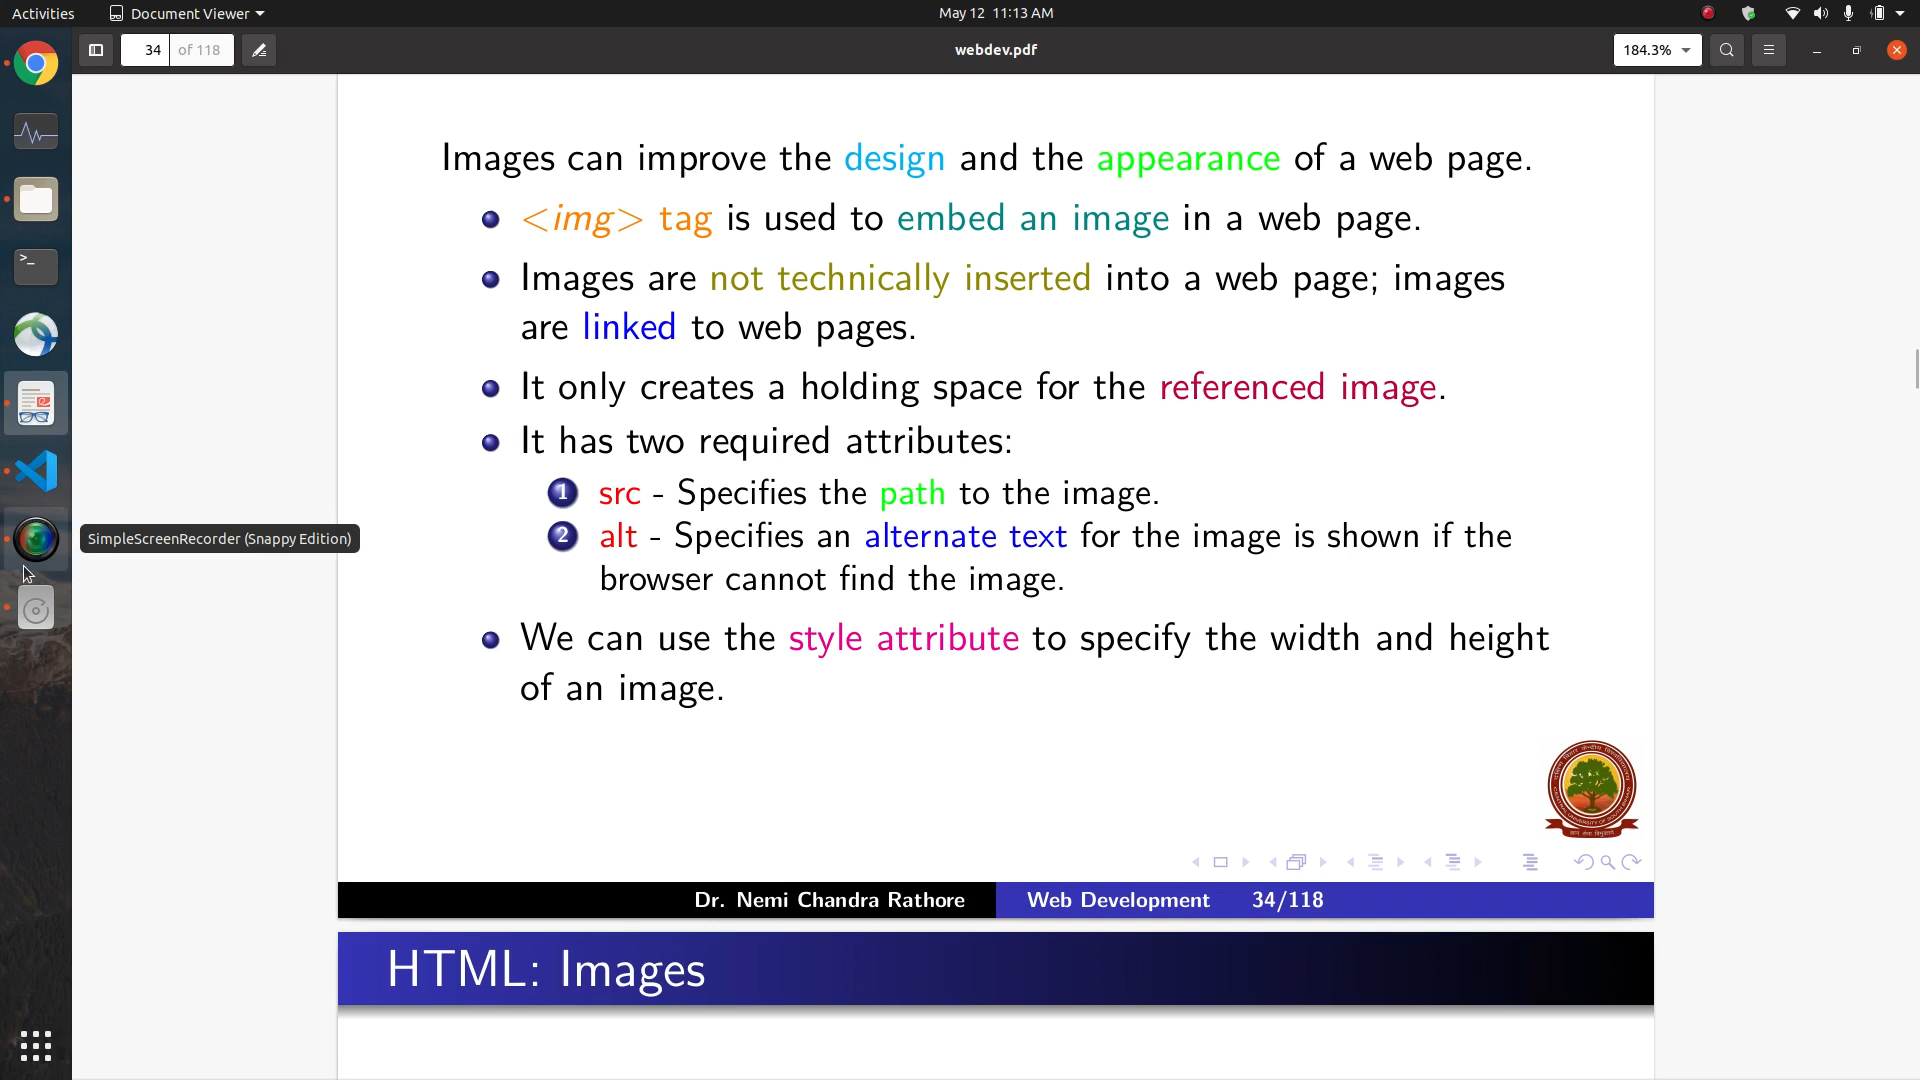 Activities
Document Viewer
May 12 11:13 AM
34 of 118
webdev.pdf
184.3%
Images can improve the design and the appearance of a web page.
<img> tag is used to embed an image in a web page.
Images are not technically inserted into a web page; images
are linked to web pages.
It only creates a holding space for the referenced image.
It has two required attributes:
1 src - Specifies the path to the image.
2 alt - Specifies an alternate text for the image is shown if the
browser cannot find the image.
SimpleScreenRecorder (Snappy Edition)
We can use the style attribute to specify the width and height
of an image.
Dr. Nemi Chandra Rathore
Web Development 34/118
HTML: Images